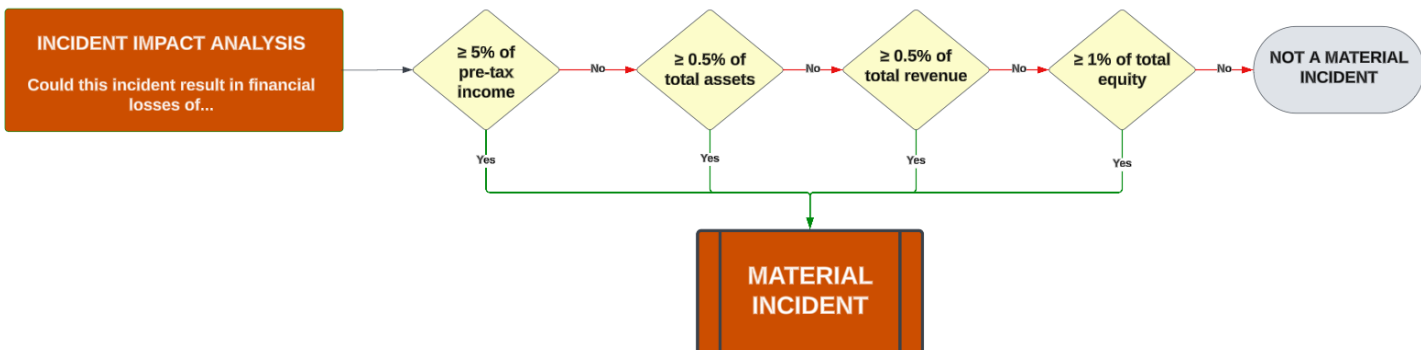 INCIDENT IMPACT ANALYSIS
Could this incident result in financial
losses of...
≥ 5% of
pre-tax
income
No
≥ 0.5% of
total assets
No
≥ 0.5% of
total revenue
No
≥ 1% of total
equity
No
NOT A MATERIAL
INCIDENT
Yes
Yes
Yes
Yes
MATERIAL
INCIDENT